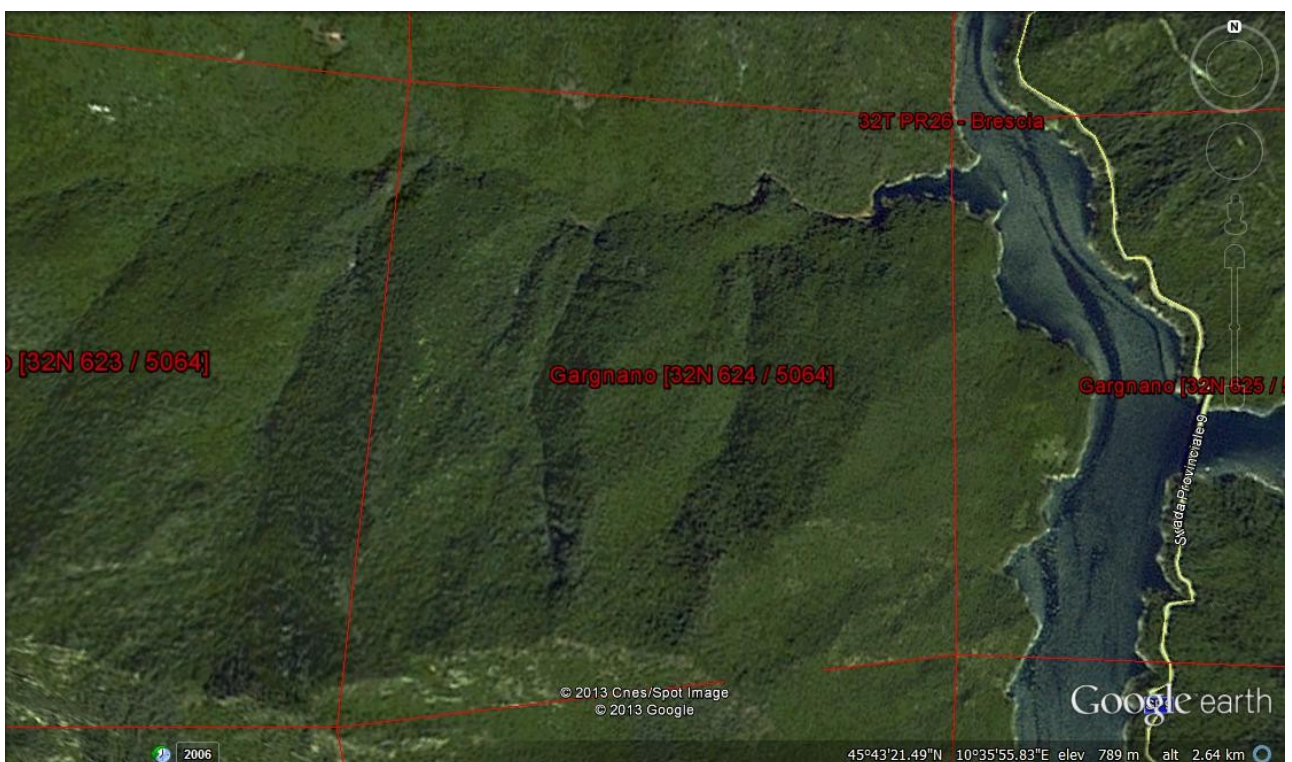 N
32T PR26 - Brescia
o [32N 623 / 5064]
Gargnano [32N 624 / 5064]
Gargnano [32N 625 / 5
Strada Provinciale 9
© 2013 Cnes/Spot Image
© 2013 Google
Google earth
2006
45°43'21.49"N 10°35'55.83"E elev 789 m alt 2.64 km